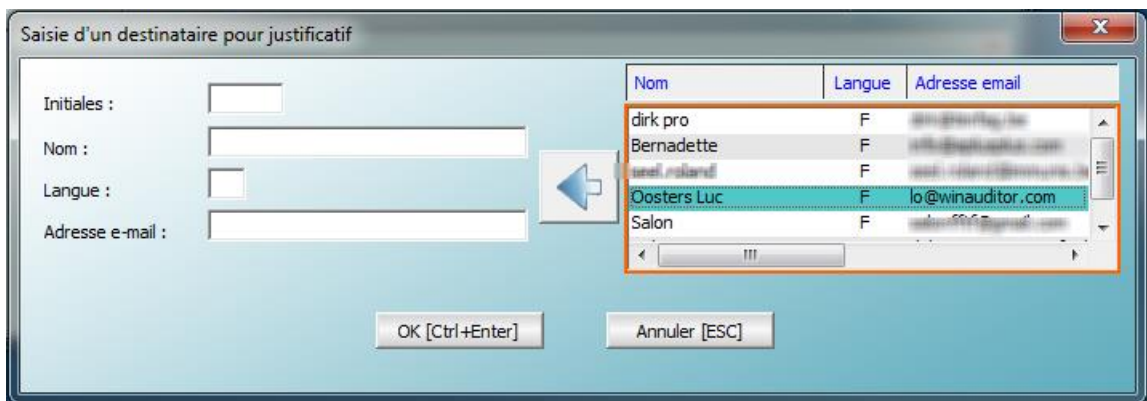 Saisie d'un destinataire pour justificatif
Initiales :
Nom :
Langue :
Adresse e-mail :
Nom Langue Adresse email
dirk pro F
Bernadette F
F
Oosters Luc F lo@winauditor.com
Salon F
OK [Ctrl+Enter] Annuler [ESC]